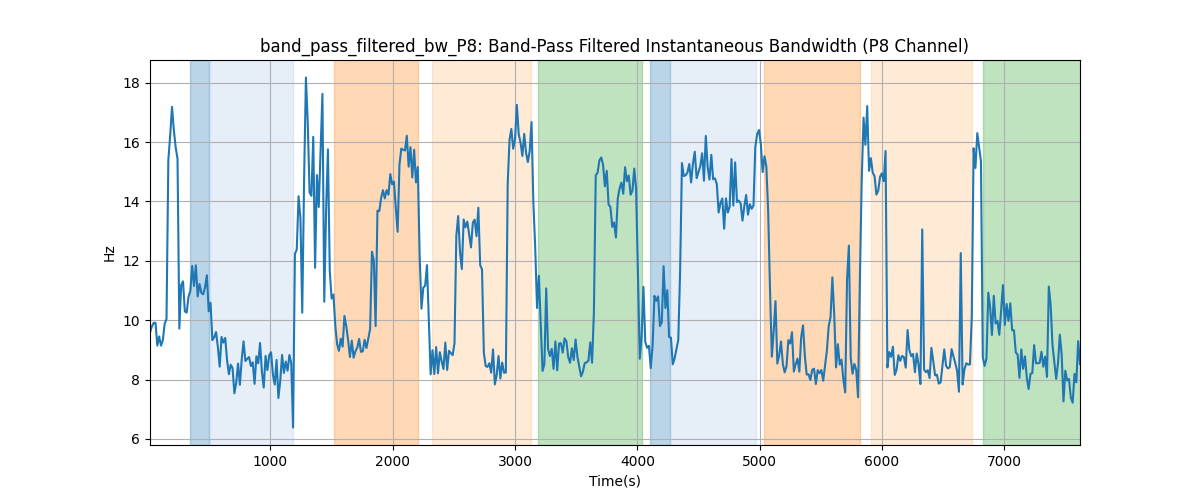 band_pass_filtered_bw_P8: Band-Pass Filtered Instantaneous Bandwidth (P8 Channel)
18
16
14
12
10
8
6
Hz
1000 2000 3000 4000 5000 6000 7000
Time(s)